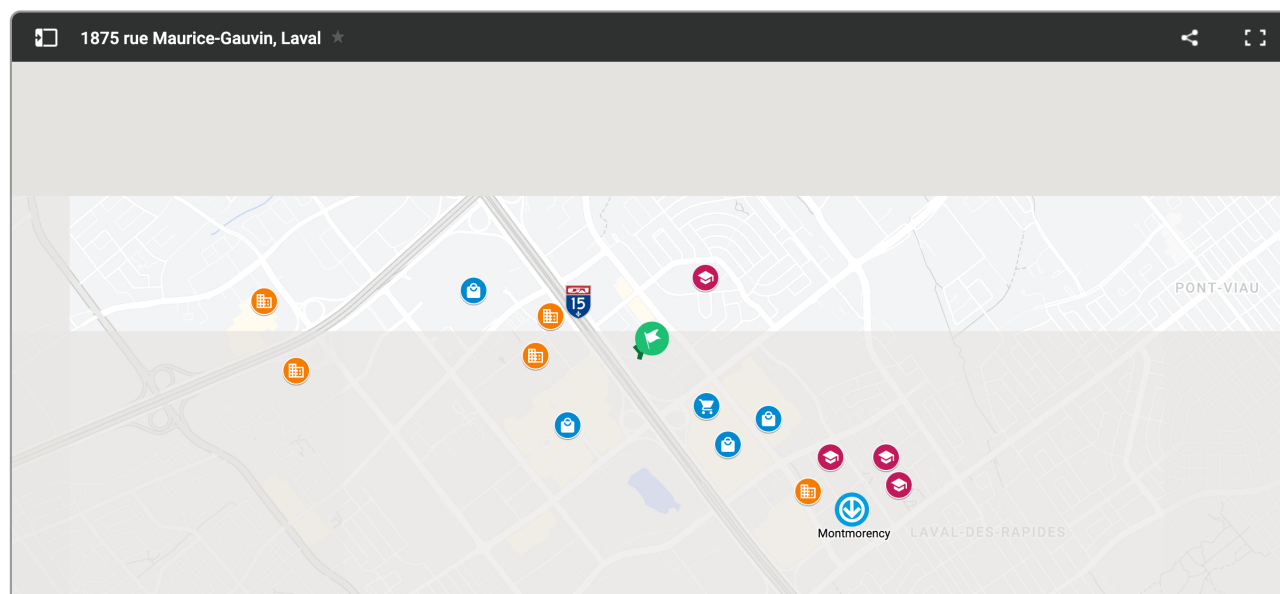 1875 rue Maurice-Gauvin, Laval
15
PONT-VIAU
Montmorency
LAVAL-DES-RAPIDES